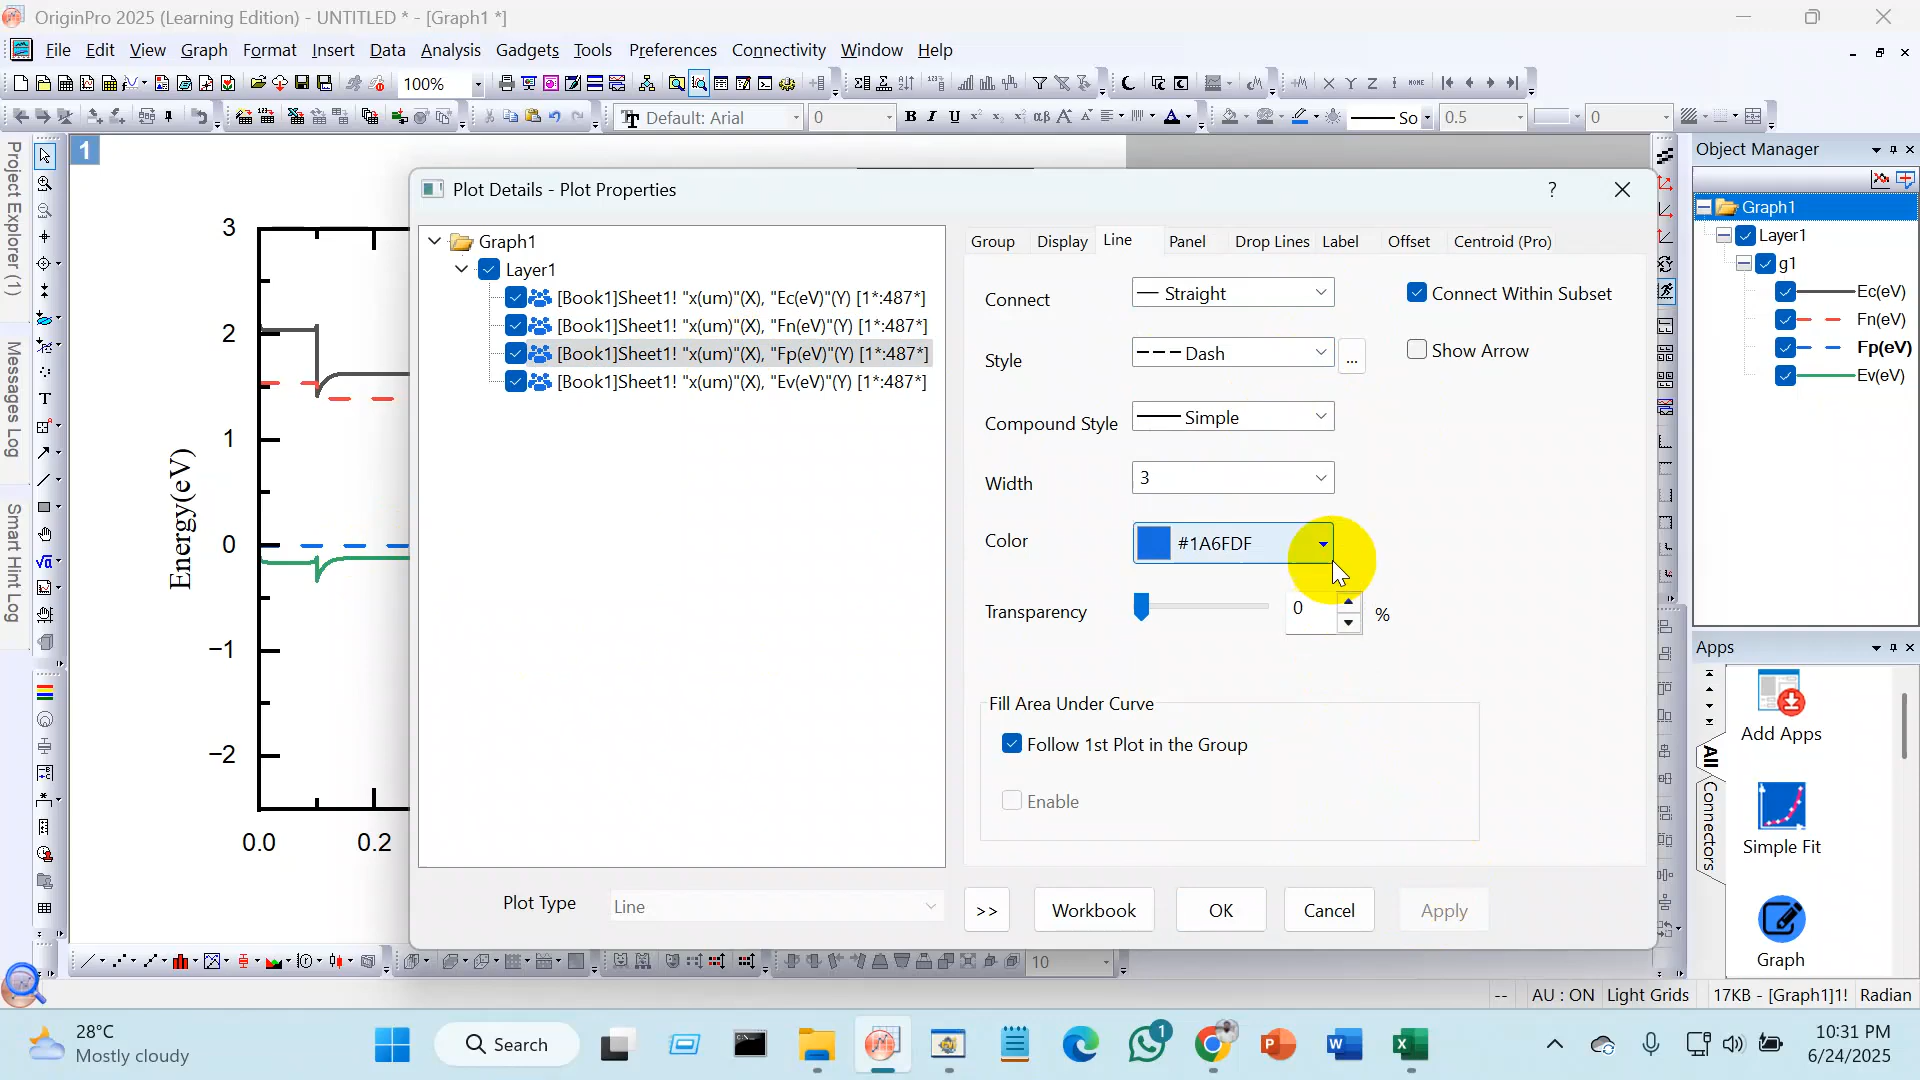 OriginPro 2025 (Learning Edition) - UNTITLED * - [Graph1 *]
File Edit View Graph Format Insert Data Analysis Gadgets Tools Preferences Connectivity Window Help
100%
Default: Arial 0 B I U So 0.5 0
Project Explorer (1)
Messages Log
Smart Hint Log
1
Energy(eV)
3
2
1
0
−1
−2
0.0 0.2
Plot Details - Plot Properties
?
Graph1
Layer1
[Book1]Sheet1! "x(um)"(X), "Ec(eV)"(Y) [1*:487*]
[Book1]Sheet1! "x(um)"(X), "Fn(eV)"(Y) [1*:487*]
[Book1]Sheet1! "x(um)"(X), "Fp(eV)"(Y) [1*:487*]
[Book1]Sheet1! "x(um)"(X), "Ev(eV)"(Y) [1*:487*]
Group Display Line Panel Drop Lines Label Offset Centroid (Pro)
Connect Straight Connect Within Subset
Style Dash ... Show Arrow
Compound Style Simple
Width 3
Color #1A6FDF
Transparency 0 %
Fill Area Under Curve
Follow 1st Plot in the Group
Enable
Plot Type Line >> Workbook OK Cancel Apply
Object Manager
Graph1
Layer1
g1
Ec(eV)
Fn(eV)
Fp(eV)
Ev(eV)
Apps
All
Connectors
Add Apps
Simple Fit
Graph
10
-- AU : ON Light Grids 17KB - [Graph1]1! Radian
28°C
Mostly cloudy
Search
1
10:31 PM
6/24/2025